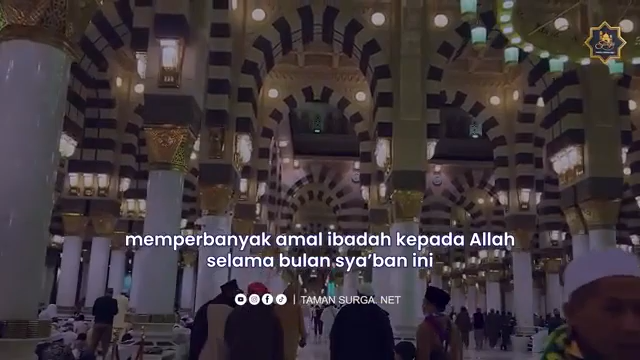 memperbanyak amal ibadah kepada Allah
selama bulan sya'ban ini
| TAMAN SURGA. NET